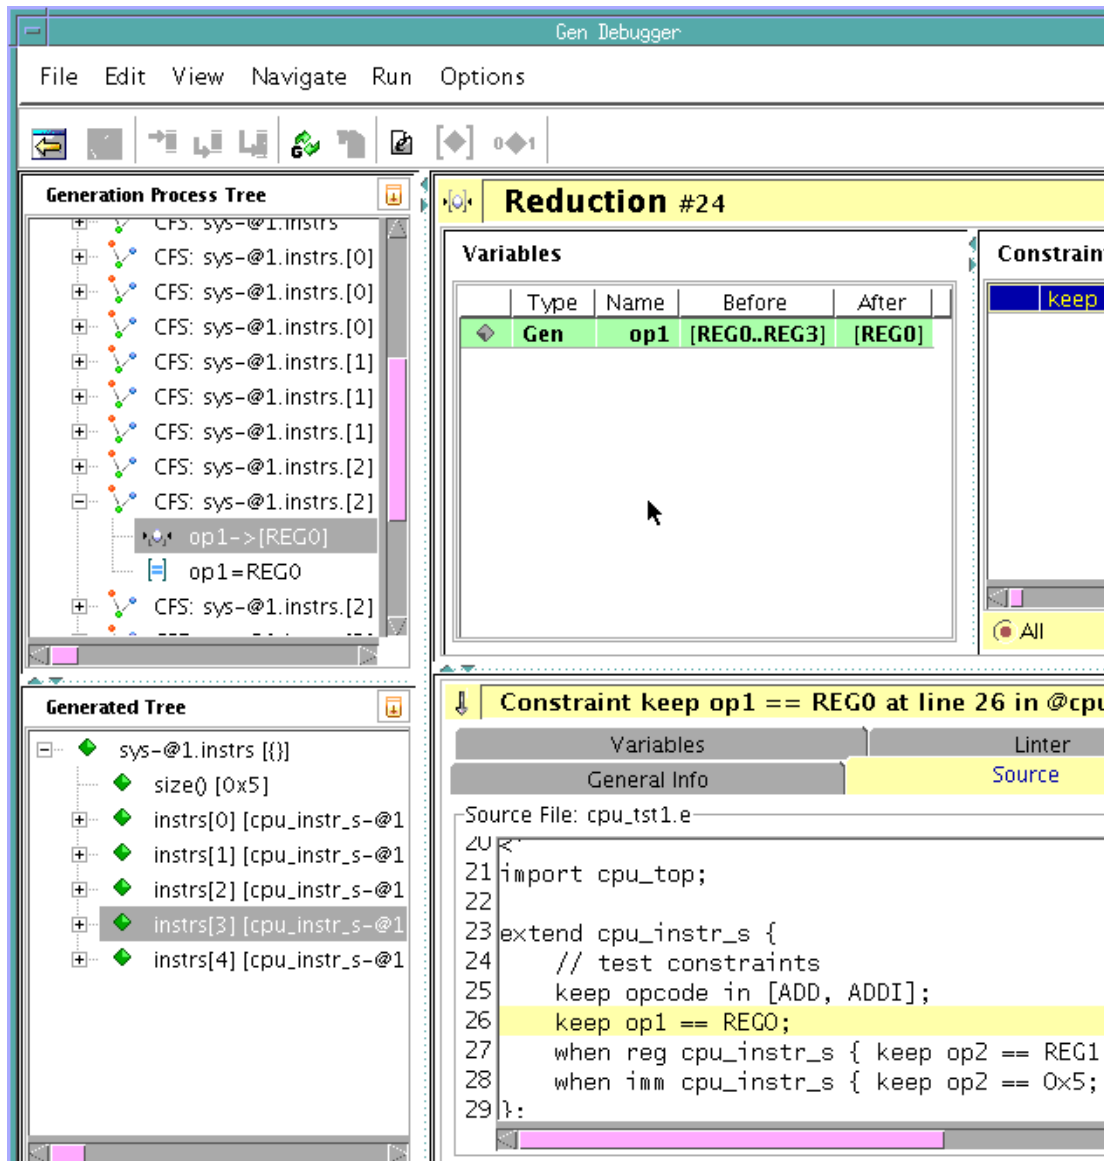 Gen Debugger
File Edit View Navigate Run Options
G
0 1
Generation Process Tree
CFS: sys-@1.instrs
CFS: sys-@1.instrs.[0]
CFS: sys-@1.instrs.[0]
CFS: sys-@1.instrs.[0]
CFS: sys-@1.instrs.[1]
CFS: sys-@1.instrs.[1]
CFS: sys-@1.instrs.[1]
CFS: sys-@1.instrs.[2]
CFS: sys-@1.instrs.[2]
op1->[REG0]
op1=REG0
CFS: sys-@1.instrs.[2]
Reduction #24
Variables
Type Name Before After
Gen op1 [REG0..REG3] [REG0]
Constrain
keep
All
Generated Tree
sys-@1.instrs [{}]
size() [0x5]
instrs[0] [cpu_instr_s-@1
instrs[1] [cpu_instr_s-@1
instrs[2] [cpu_instr_s-@1
instrs[3] [cpu_instr_s-@1
instrs[4] [cpu_instr_s-@1
Constraint keep op1 == REG0 at line 26 in @cpu
Variables Linter
General Info Source
Source File: cpu_tst1.e
20 <'
21 import cpu_top;
22
23 extend cpu_instr_s {
24 // test constraints
25 keep opcode in [ADD, ADDI];
26 keep op1 == REG0;
27 when reg cpu_instr_s { keep op2 == REG1
28 when imm cpu_instr_s { keep op2 == 0x5;
29 };